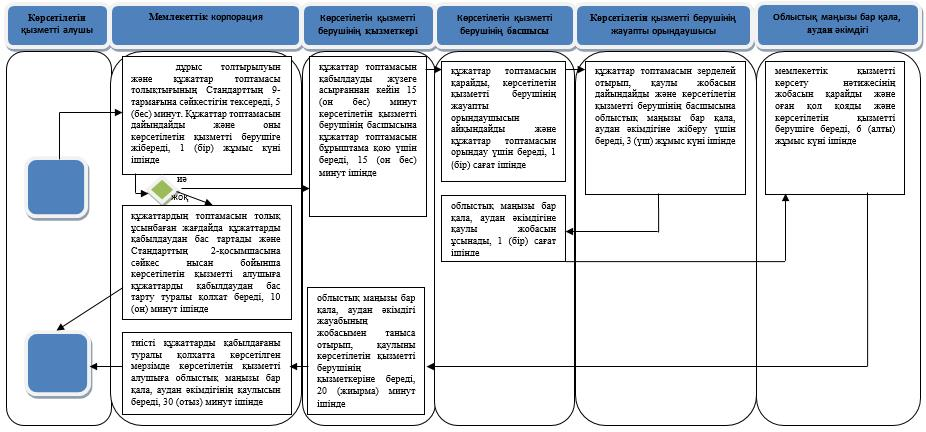 Көрсетілетін
қызметті алушы
Мемлекеттік корпорация
Көрсетілетін қызметті
берушінің қызметкері
Көрсетілетін қызметті
берушінің басшысы
Көрсетілетін қызметті берушінің
жауапты орындаушысы
Облыстық маңызы бар қала,
аудан әкімдігі
дұрыс толтырылуын
және құжаттар топтамасы
толықтығының Стандарттың 9-
тармағына сәйкестігін тексереді, 5
(бес) минут. Құжаттар топтамасын
дайындайды және оны
көрсетілетін қызметті берушіге
жібереді, 1 (бір) жұмыс күні
ішінде
иә
жоқ
құжаттардың топтамасын толық
ұсынбаған жағдайда құжаттарды
қабылдаудан бас тартады және
Стандарттың 2-қосымшасына
сәйкес нысан бойынша
көрсетілетін қызметті алушыға
құжаттарды қабылдаудан бас
тарту туралы қолхат береді, 10
(он) минут ішінде
тиісті құжаттарды қабылдағаны
туралы қолхатта көрсетілген
мерзімде көрсетілетін қызметті
алушыға облыстық маңызы бар
қала, аудан әкімдігінің қаулысын
береді, 30 (отыз) минут ішінде
құжаттар топтамасын
қабылдауды жүзеге
асырғаннан кейін 15
(он бес) минут
көрсетілетін қызметті
берушінің басшысына
құжаттар топтамасын
бұрыштама қою үшін
береді, 15 (он бес)
минут ішінде
облыстық маңызы бар
қала, аудан әкімдігі
жауабының
жобасымен таныса
отырып, қаулыны
көрсетілетін қызметті
берушінің
қызметкеріне береді,
20 (жиырма) минут
ішінде
құжаттар топтамасын
қарайды, көрсетілетін
қызметті берушінің
жауапты
орындаушысын
айқындайды және
құжаттар топтамасын
орындау үшін береді, 1
(бір) сағат ішінде
облыстық маңызы бар
қала, аудан әкімдігіне
қаулы жобасын
ұсынады, 1 (бір) сағат
ішінде
құжаттар топтамасын зерделей
отырып, қаулы жобасын
дайындайды және көрсетілетін
қызметті берушінің басшысына
облыстық маңызы бар қала,
аудан әкімдігіне жіберу үшін
береді, 3 (үш) жұмыс күні ішінде
мемлекеттік қызметті
көрсету нәтижесінің
жобасын қарайды және
оған қол қояды және
көрсетілетін қызметті
берушіге береді, 6 (алты)
жұмыс күні ішінде